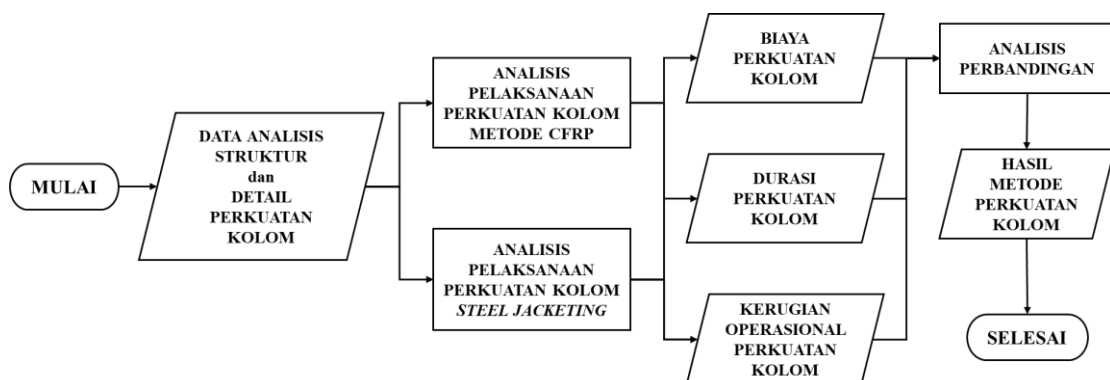 MULAI
DATA ANALISIS
STRUKTUR
dan
DETAIL
PERKUATAN
KOLOM
ANALISIS
PELAKSANAAN
PERKUATAN KOLOM
METODE CFRP
ANALISIS
PELAKSANAAN
PERKUATAN KOLOM
STEEL JACKETING
BIAYA
PERKUATAN
KOLOM
DURASI
PERKUATAN
KOLOM
KERUGIAN
OPERASIONAL
PERKUATAN
KOLOM
ANALISIS
PERBANDINGAN
HASIL
METODE
PERKUATAN
KOLOM
SELESAI